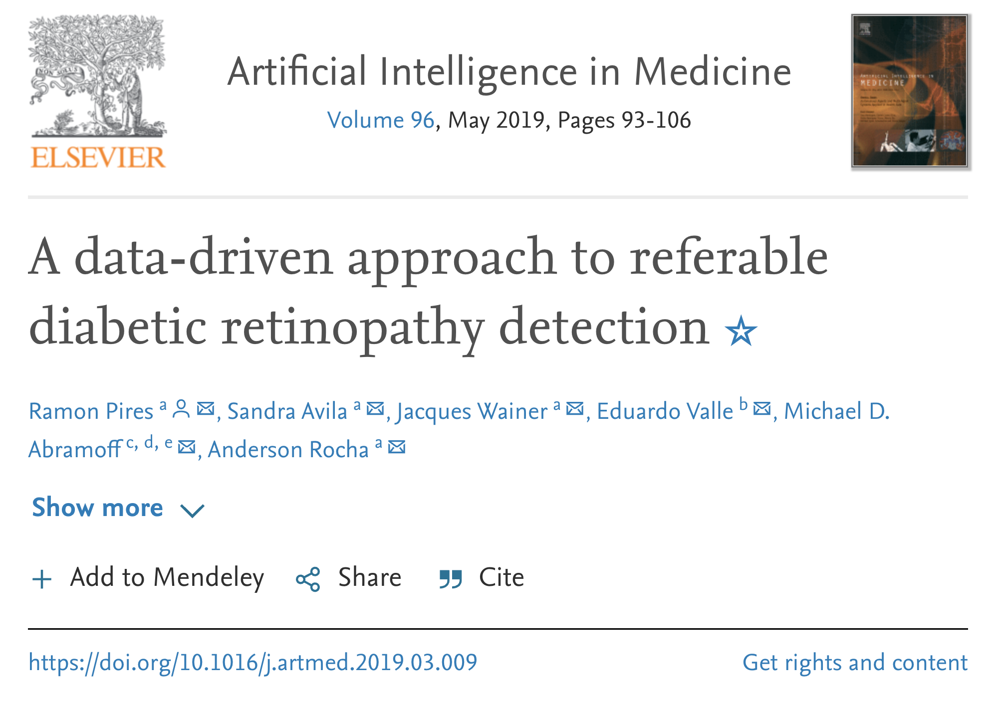 NON SOLUS
ELSEVIER
Artificial Intelligence in Medicine
Volume 96, May 2019, Pages 93-106
ARTIFICIAL INTELLIGENCE IN
MEDICINE
A data-driven approach to referable
diabetic retinopathy detection ☆
Ramon Pires a, Sandra Avila a, Jacques Wainer a, Eduardo Valle b, Michael D.
Abramoff c, d, e, Anderson Rocha a
Show more
+ Add to Mendeley Share Cite
https://doi.org/10.1016/j.artmed.2019.03.009 Get rights and content